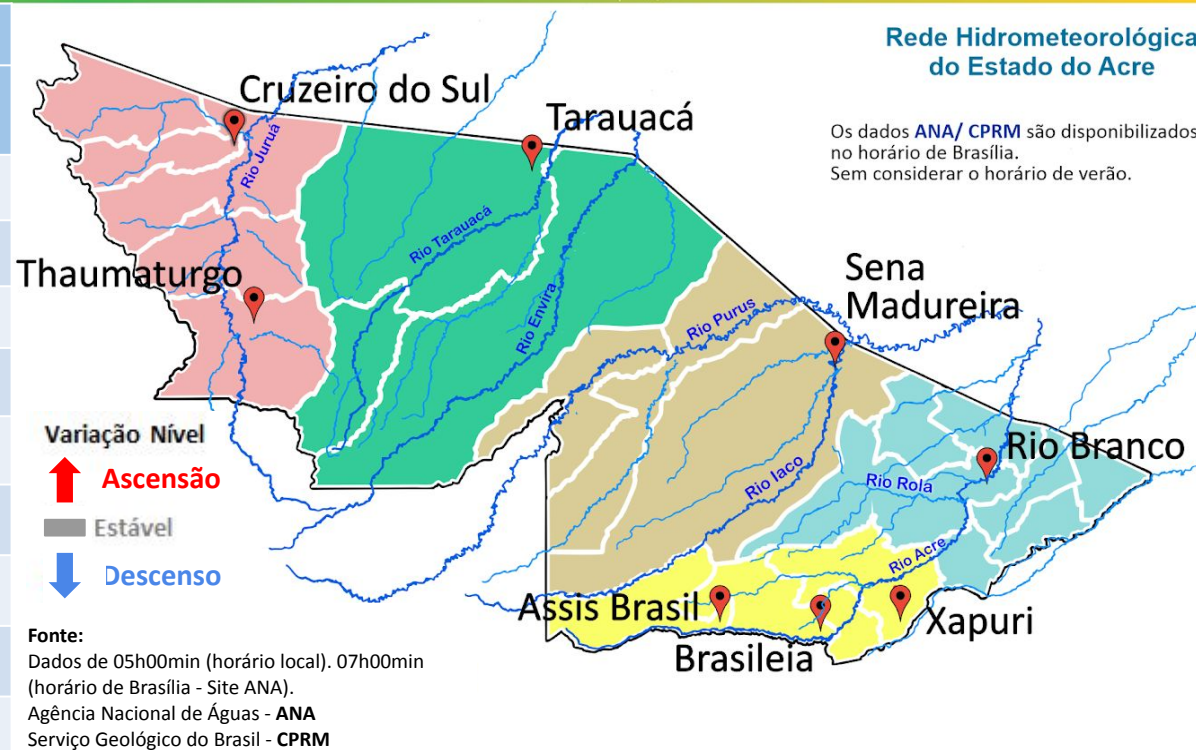 Rede Hidrometeorológica
do Estado do Acre
Os dados ANA/ CPRM são disponibilizados
no horário de Brasília.
Sem considerar o horário de verão.
Cruzeiro do Sul
Tarauacá
Rio Juruá
Rio Tarauacá
Thaumaturgo
Rio Envira
Sena
Madureira
Rio Purus
Rio Iaco
Rio Branco
Rio Rola
Rio Acre
Assis Brasil
Brasileia
Xapuri
Variação Nível
Ascensão
Estável
Descenso
Fonte:
Dados de 05h00min (horário local). 07h00min
(horário de Brasília - Site ANA).
Agência Nacional de Águas - ANA
Serviço Geológico do Brasil - CPRM